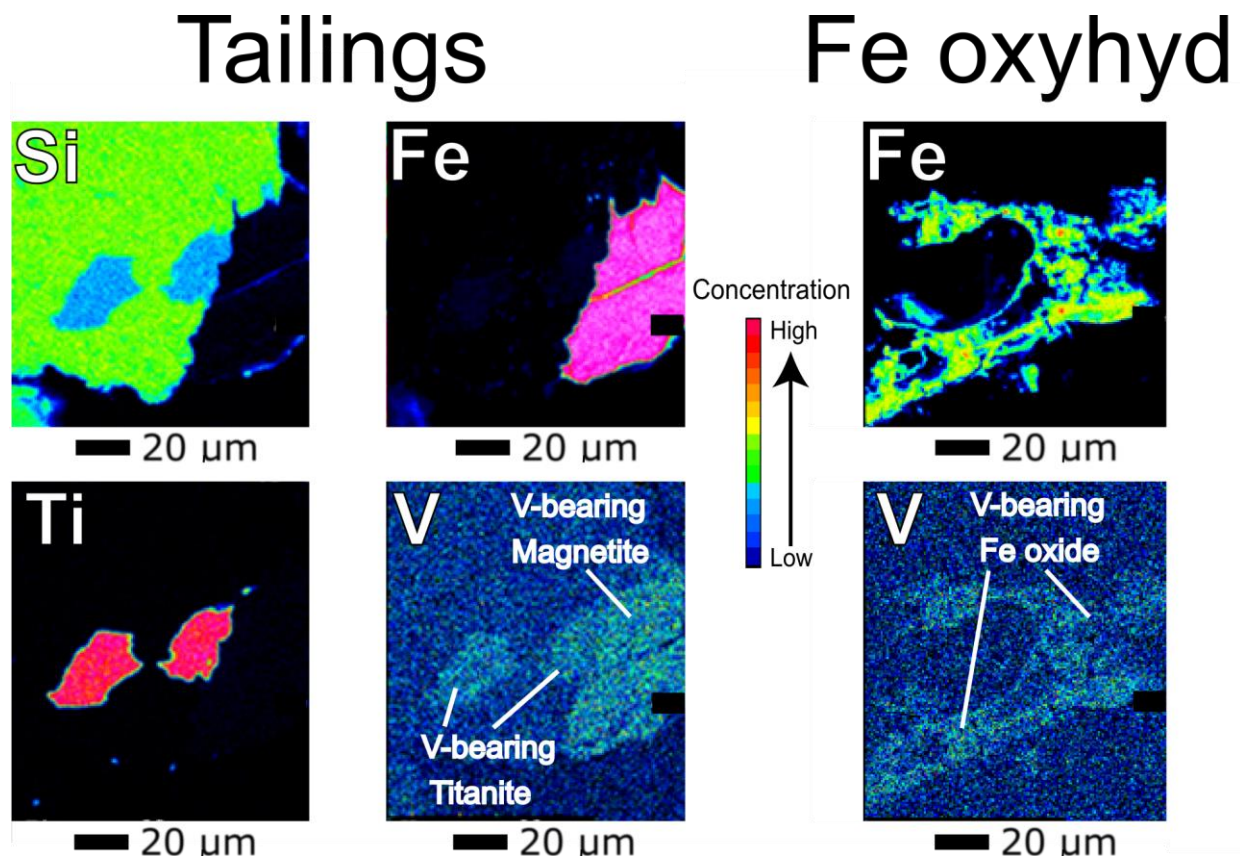 Tailings
Fe oxyhyd
Si
Fe
Fe
Concentration
High
Low
20 µm
20 µm
20 µm
Ti
V
V-bearing
Magnetite
V-bearing
Titanite
V
V-bearing
Fe oxide
20 µm
20 µm
20 µm